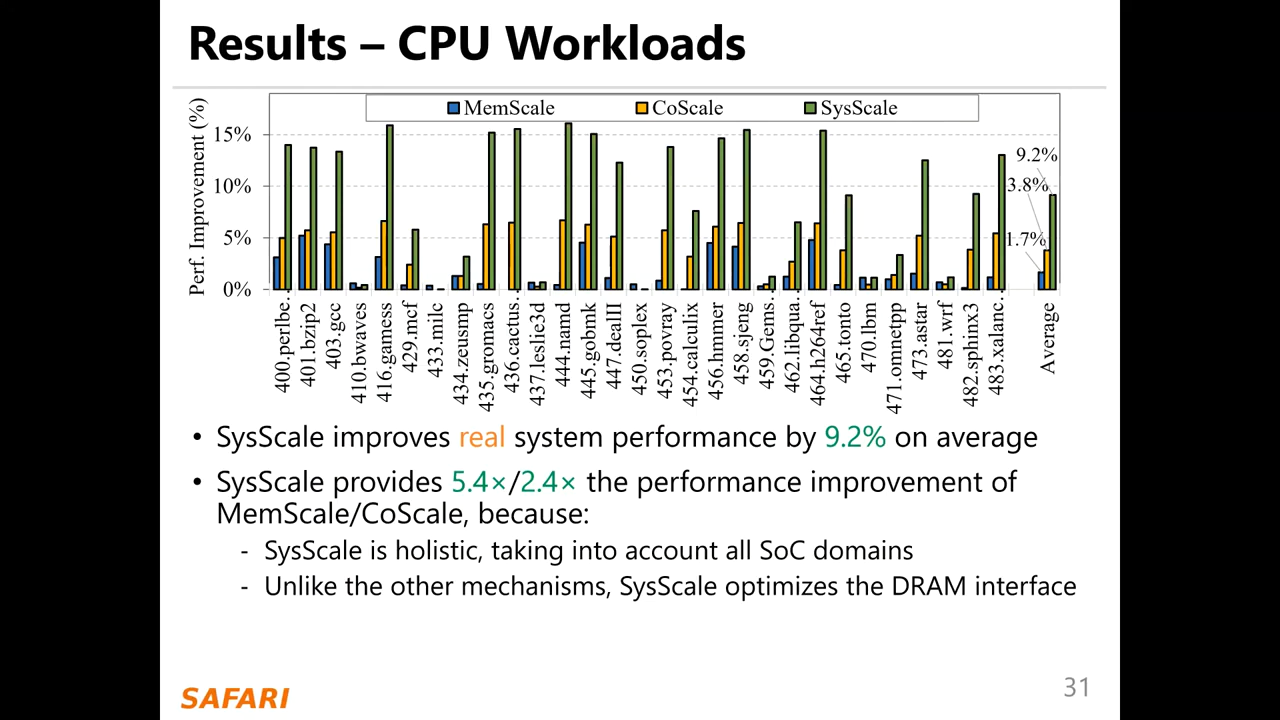 Results – CPU Workloads
MemScale CoScale SysScale
Perf. Improvement (%)
15%
10%
5%
0%
9.2%
3.8%
1.7%
400.perlbe..
401.bzip2
403.gcc
410.bwaves
416.gamess
429.mcf
433.milc
434.zeusmp
435.gromacs
436.cactus..
437.leslie3d
444.namd
445.gobmk
447.dealII
450.soplex
453.povray
454.calculix
456.hmmer
458.sjeng
459.Gems..
462.libqua..
464.h264ref
465.tonto
470.lbm
471.omnetpp
473.astar
481.wrf
482.sphinx3
483.xalanc..
Average
• SysScale improves real system performance by 9.2% on average
• SysScale provides 5.4×/2.4× the performance improvement of
MemScale/CoScale, because:
- SysScale is holistic, taking into account all SoC domains
- Unlike the other mechanisms, SysScale optimizes the DRAM interface
SAFARI
31